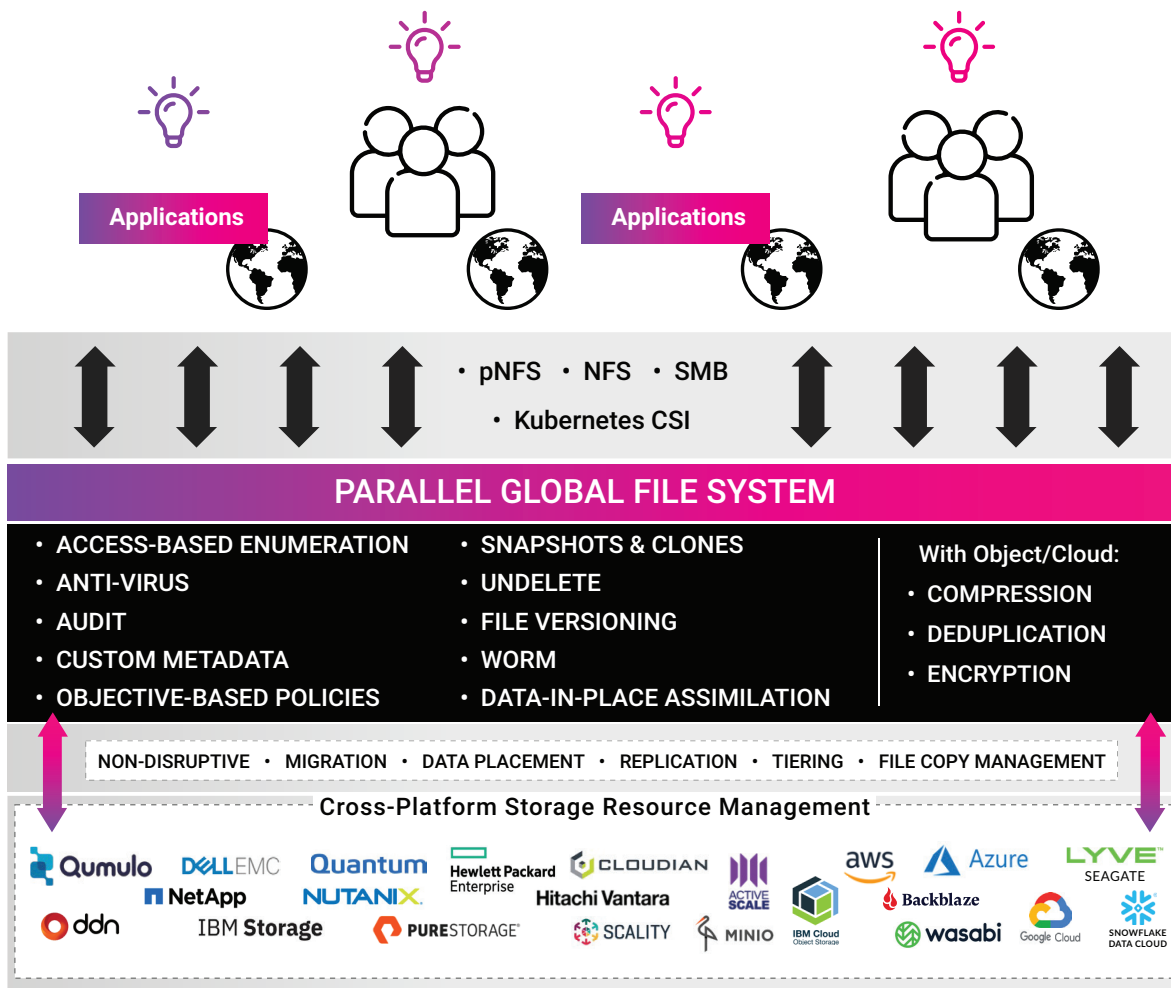 Applications
Applications
• pNFS • NFS • SMB
• Kubernetes CSI
PARALLEL GLOBAL FILE SYSTEM
• ACCESS-BASED ENUMERATION
• ANTI-VIRUS
• AUDIT
• CUSTOM METADATA
• OBJECTIVE-BASED POLICIES
• SNAPSHOTS & CLONES
• UNDELETE
• FILE VERSIONING
• WORM
• DATA-IN-PLACE ASSIMILATION
With Object/Cloud:
• COMPRESSION
• DEDUPLICATION
• ENCRYPTION
NON-DISRUPTIVE • MIGRATION • DATA PLACEMENT • REPLICATION • TIERING • FILE COPY MANAGEMENT
Cross-Platform Storage Resource Management
Qumulo
DELLEMC
Quantum
Hewlett Packard
Enterprise
CLOUDIAN
ACTIVE
SCALE
aws
Azure
LYVE™
SEAGATE
NetApp
NUTANIX
Hitachi Vantara
IBM Cloud
Object Storage
Backblaze
ddn
IBM Storage
PURESTORAGE®
SCALITY
MINIO
wasabi
Google Cloud
SNOWFLAKE
DATA CLOUD